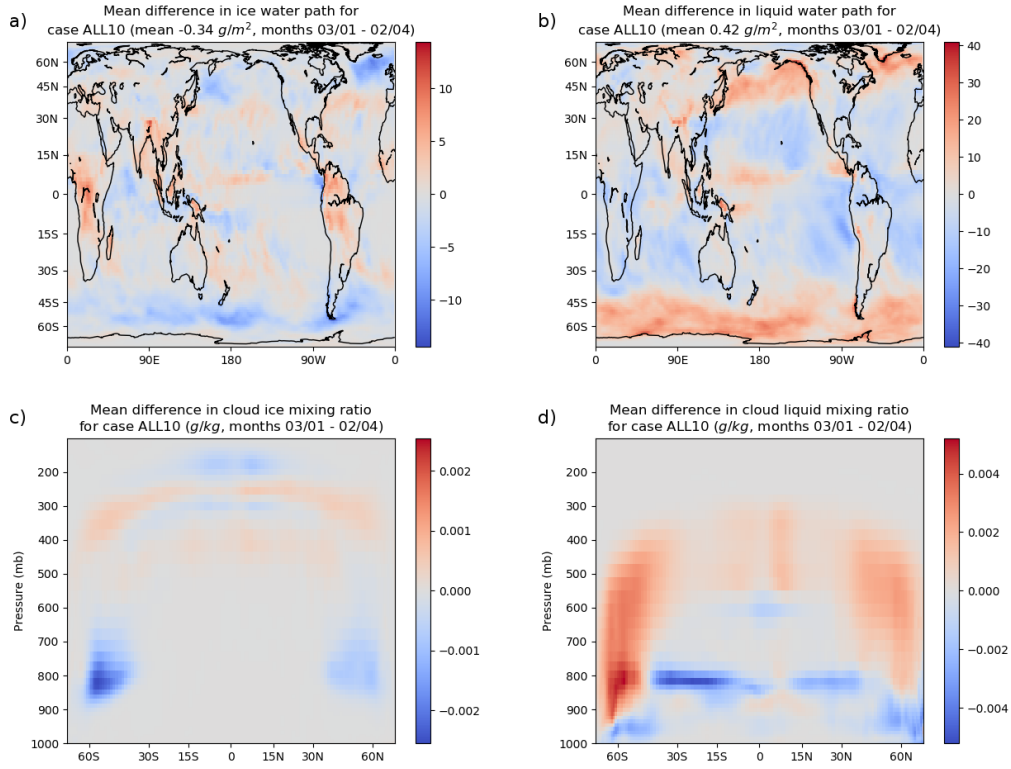 a)
Mean difference in ice water path for
case ALL10 (mean -0.34 g/m², months 03/01 - 02/04)
60N
45N
30N
15N
0
15S
30S
45S
60S
0
90E
180
90W
0
10
5
0
−5
−10
b)
Mean difference in liquid water path for
case ALL10 (mean 0.42 g/m², months 03/01 - 02/04)
60N
45N
30N
15N
0
15S
30S
45S
60S
0
90E
180
90W
0
40
30
20
10
0
−10
−20
−30
−40
c)
Mean difference in cloud ice mixing ratio
for case ALL10 (g/kg, months 03/01 - 02/04)
Pressure (mb)
200
300
400
500
600
700
800
900
1000
60S
30S
15S
0
15N
30N
60N
0.002
0.001
0.000
−0.001
−0.002
d)
Mean difference in cloud liquid mixing ratio
for case ALL10 (g/kg, months 03/01 - 02/04)
Pressure (mb)
200
300
400
500
600
700
800
900
1000
60S
30S
15S
0
15N
30N
60N
0.004
0.002
0.000
−0.002
−0.004